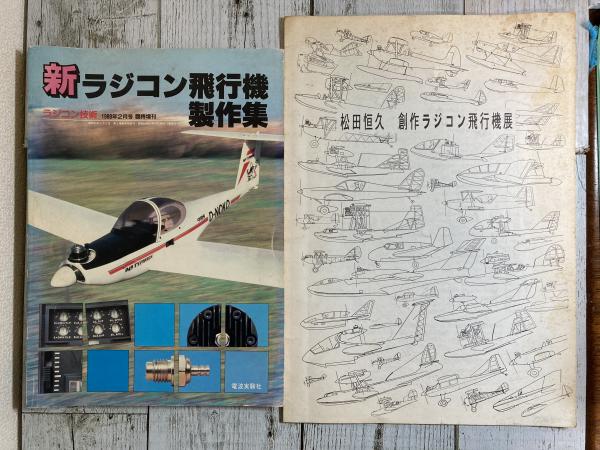 新ラジコン飛行機
製作集
ラジコン技術 1989年2月号 臨時増刊
D-NOKO
電波実験社
松田恒久 創作ラジコン飛行機展